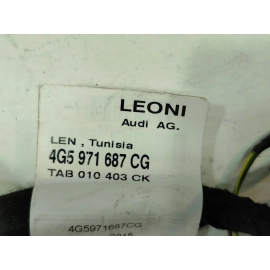 LEONI
Audi AG.
LEN , Tunisia
4G5 971 687 CG
TAB 010 403 CK
4G5971687CG